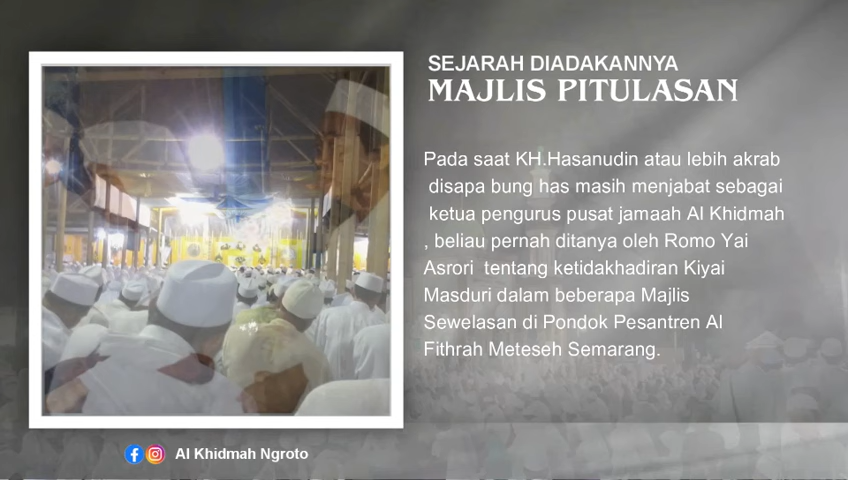 SEJARAH DIADAKANNYA
MAJLIS PITULASAN
Pada saat KH.Hasanudin atau lebih akrab
disapa bung has masih menjabat sebagai
ketua pengurus pusat jamaah Al Khidmah
, beliau pernah ditanya oleh Romo Yai
Asrori tentang ketidakhadiran Kiyai
Masduri dalam beberapa Majlis
Sewelasan di Pondok Pesantren Al
Fithrah Meteseh Semarang.
Al Khidmah Ngroto